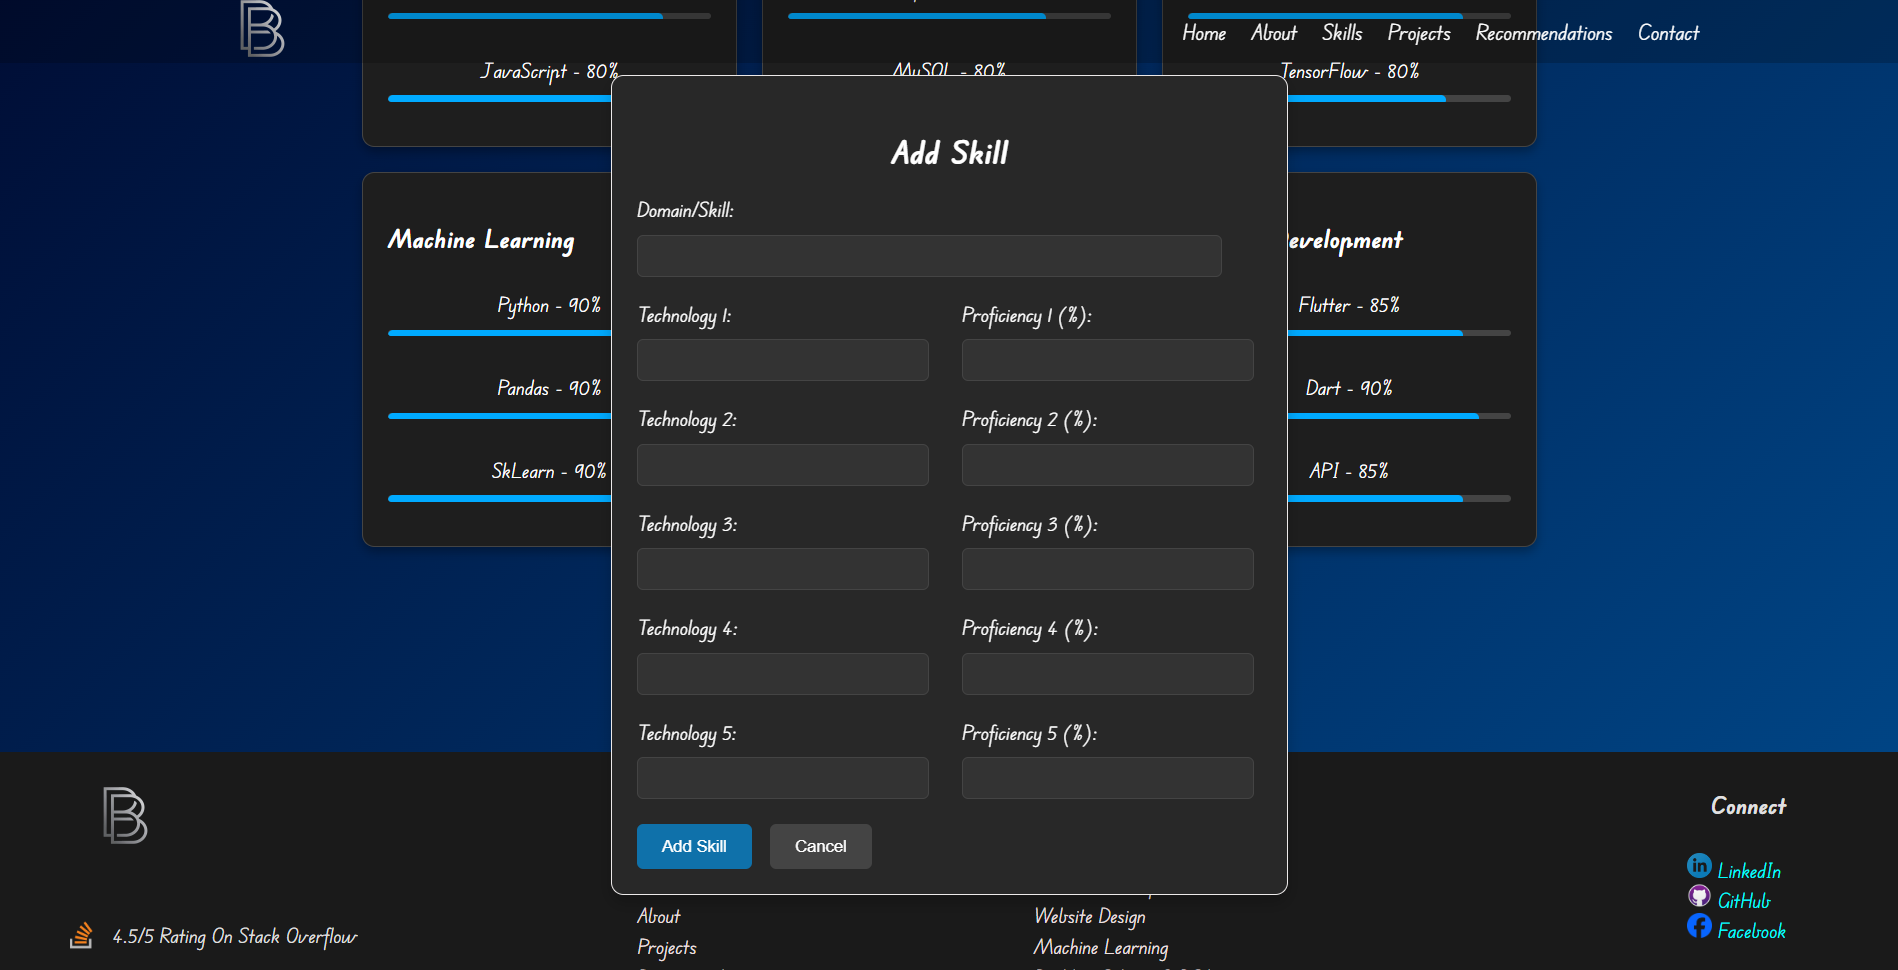 Home About Skills Projects Recommendations Contact
JavaScript - 80%
MySQL - 80%
TensorFlow - 80%
Add Skill
Domain/Skill:
Technology 1: Proficiency 1 (%):
Technology 2: Proficiency 2 (%):
Technology 3: Proficiency 3 (%):
Technology 4: Proficiency 4 (%):
Technology 5: Proficiency 5 (%):
Add Skill Cancel
Machine Learning
Python - 90%
Pandas - 90%
SkLearn - 90%
evelopment
Flutter - 85%
Dart - 90%
API - 85%
4.5/5 Rating On Stack Overflow
About
Projects
Website Design
Machine Learning
Connect
LinkedIn
GitHub
Facebook